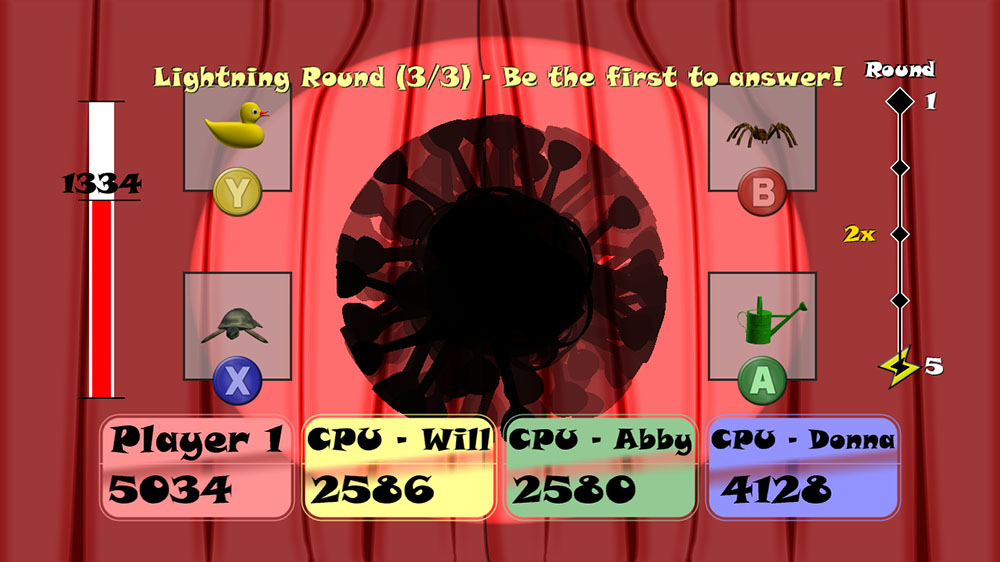 Lightning Round (3/3) - Be the first to answer!
Round
1
1334
Y
B
2x
X
A
5
Player 1
5034
CPU - Will
2586
CPU - Abby
2580
CPU - Donna
4128